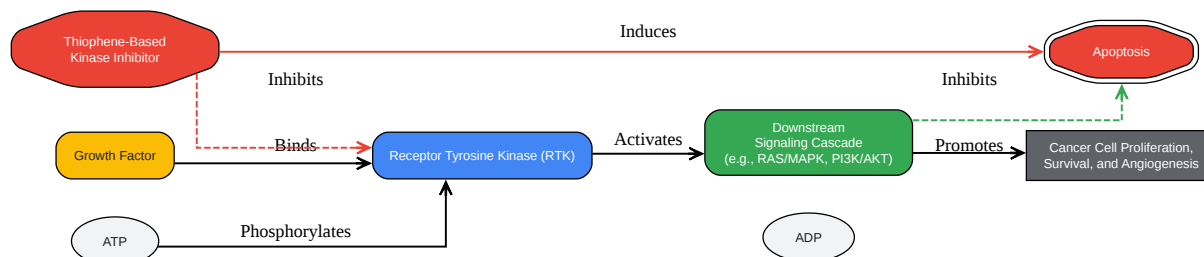 Induces
Thiophene-Based
Kinase Inhibitor
Apoptosis
Inhibits
Inhibits
Growth Factor
Binds
Receptor Tyrosine Kinase (RTK)
Activates
Downstream
Signaling Cascade
(e.g., RAS/MAPK, PI3K/AKT)
Promotes
Cancer Cell Proliferation,
Survival, and Angiogenesis
ATP
Phosphorylates
ADP